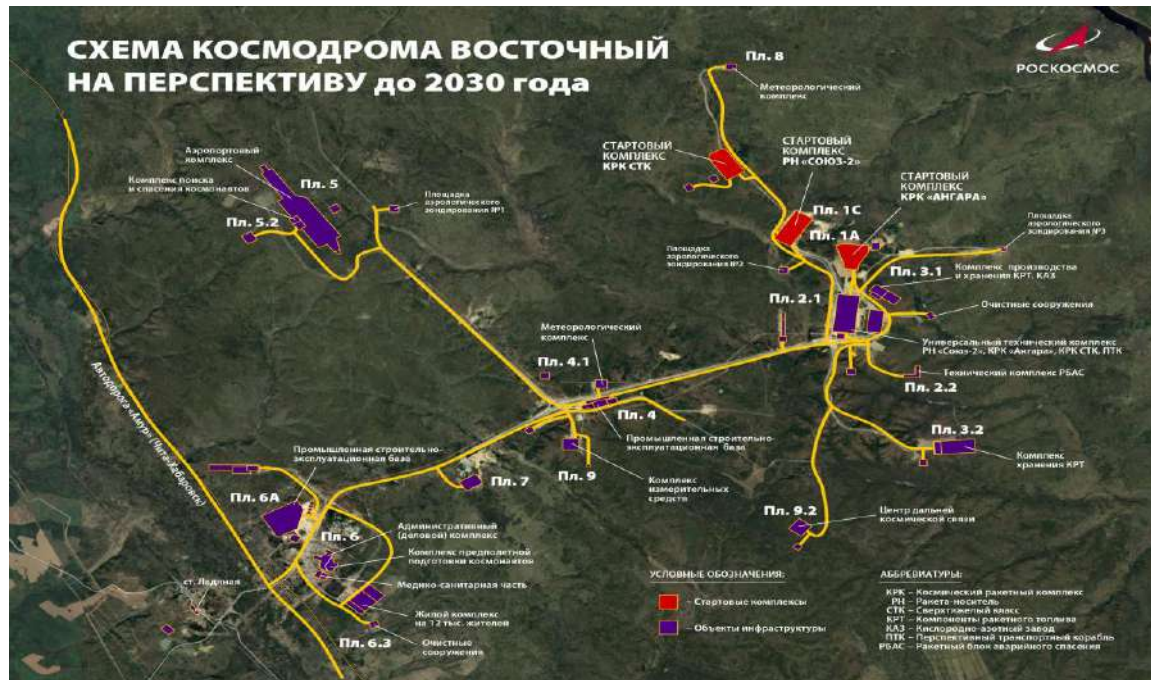 СХЕМА КОСМОДРОМА ВОСТОЧНЫЙ
НА ПЕРСПЕКТИВУ до 2030 года
РОСКОСМОС
Пл. 8
Метеорологический
комплекс
СТАРТОВЫЙ
КОМПЛЕКС
КРК СТК
СТАРТОВЫЙ
КОМПЛЕКС
РН «СОЮЗ-2»
СТАРТОВЫЙ
КОМПЛЕКС
КРК «АНГАРА»
Аэропортовый
комплекс
Комплекс поиска
и спасения космонавтов
Пл. 5
Пл. 5.2
Площадка
аэрологического
зондирования №1
Пл. 1С
Пл. 1А
Площадка
аэрологического
зондирования №2
Площадка
аэрологического
зондирования №3
Пл. 3.1
Комплекс производства
и хранения КРТ, КАЗ
Пл. 2.1
Очистные сооружения
Универсальный технический комплекс
РН «Союз-2», КРК «Ангара», КРК СТК, ПТК
Технический комплекс РБАС
Пл. 2.2
Метеорологический
комплекс
Пл. 4.1
Пл. 4
Промышленная строительно-
эксплуатационная база
Пл. 9
Комплекс
измерительных
средств
Пл. 7
Пл. 3.2
Комплекс
хранения КРТ
Пл. 9.2
Центр дальней
космической связи
Автодорога «Амур» (Чита-Хабаровск)
Промышленная строительно-
эксплуатационная база
Пл. 6А
Пл. 6
Административный
(деловой) комплекс
Комплекс предполетной
подготовки космонавтов
Медико-санитарная часть
Жилой комплекс
на 12 тыс. жителей
Пл. 6.3
Очистные
сооружения
ст. Ледяная
УСЛОВНЫЕ ОБОЗНАЧЕНИЯ:
– Стартовые комплексы
– Объекты инфраструктуры
АББРЕВИАТУРЫ:
КРК – Космический ракетный комплекс
РН – Ракета-носитель
СТК – Сверхтяжелый класс
КРТ – Компоненты ракетного топлива
КАЗ – Кислородно-азотный завод
ПТК – Перспективный транспортный корабль
РБАС – Ракетный блок аварийного спасения